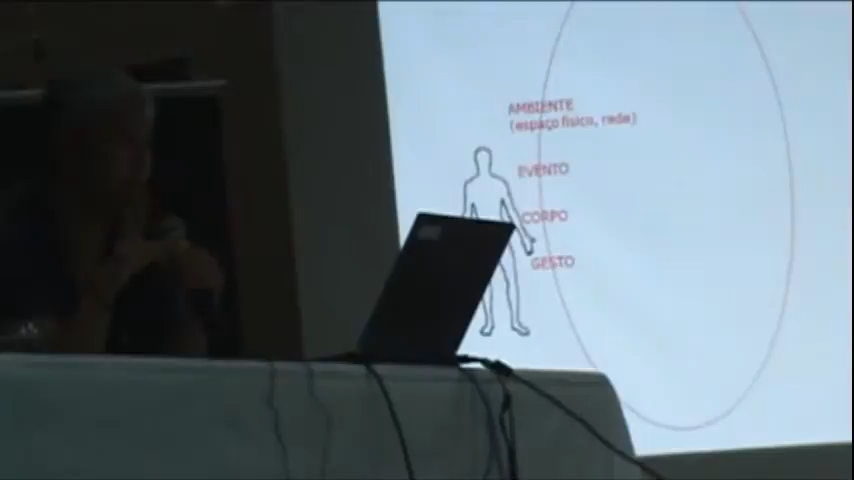 AMBIENTE
(espaço físico, rede)
EVENTO
CORPO
GESTO